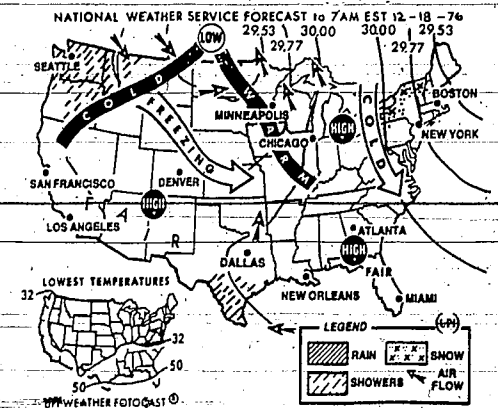 NATIONAL WEATHER SERVICE FORECAST to 7AM EST 12-18-76
29.53 30.00 30.00 29.53
29.77 29.77
LOW
SEATTLE
COLD
WARM
COLD
FREEZING
BOSTON
MINNEAPOLIS
HIGH
NEW YORK
CHICAGO
SAN FRANCISCO
DENVER
HIGH
FAIR
LOS ANGELES
ATLANTA
DALLAS
HIGH
FAIR
NEW ORLEANS
MIAMI
LOWEST TEMPERATURES
32
32
50
50
UPI WEATHER FOTOCAST
LEGEND
(UPI)
RAIN
SNOW
SHOWERS
AIR FLOW